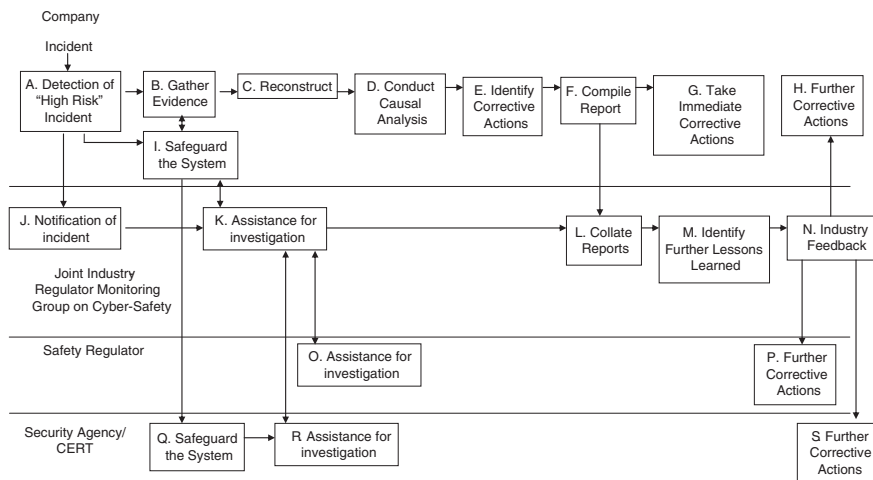 Company
Incident
A. Detection of
"High Risk"
Incident
B. Gather
Evidence
C. Reconstruct
D. Conduct
Causal
Analysis
E. Identify
Corrective
Actions
F. Compile
Report
G. Take
Immediate
Corrective
Actions
H. Further
Corrective
Actions
I. Safeguard
the System
J. Notification of
incident
K. Assistance for
investigation
L. Collate
Reports
M. Identify
Further Lessons
Learned
N. Industry
Feedback
Joint Industry
Regulator Monitoring
Group on Cyber-Safety
Safety Regulator
O. Assistance for
investigation
P. Further
Corrective
Actions
Security Agency/
CERT
Q. Safeguard
the System
R Assistance for
investigation
S. Further
Corrective
Actions